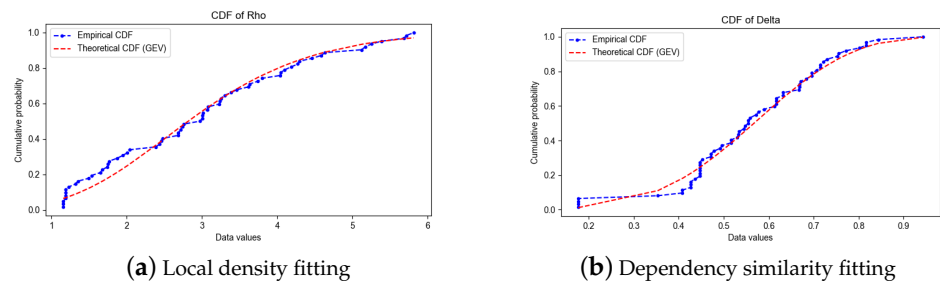 CDF of Rho
Empirical CDF
Theoretical CDF (GEV)
Cumulative probability
1.0
0.8
0.6
0.4
0.2
0.0
1 2 3 4 5 6
Data values
(a) Local density fitting
CDF of Delta
Empirical CDF
Theoretical CDF (GEV)
Cumulative probability
1.0
0.8
0.6
0.4
0.2
0.0
0.2 0.3 0.4 0.5 0.6 0.7 0.8 0.9
Data values
(b) Dependency similarity fitting